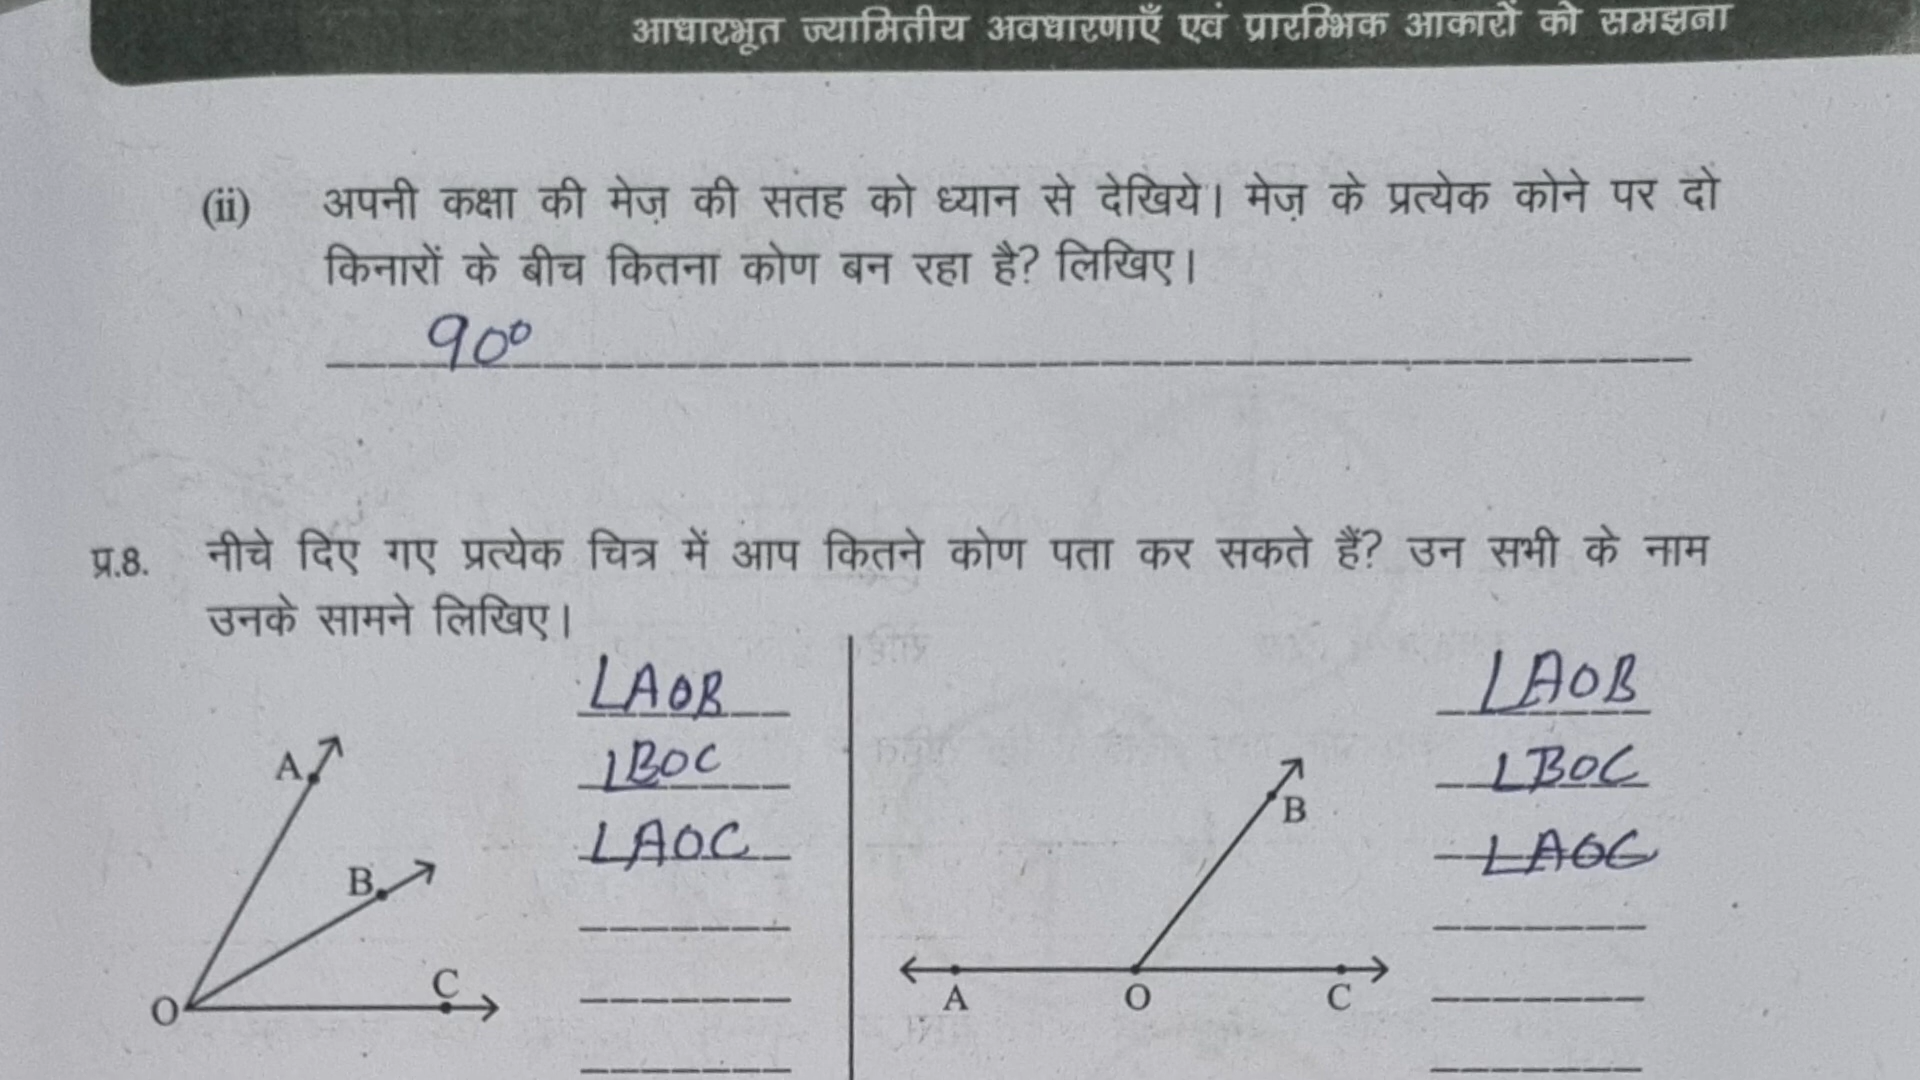 आधारभूत ज्यामितीय अवधारणाएँ एवं प्रारम्भिक आकारों को समझना
(ii) अपनी कक्षा की मेज़ की सतह को ध्यान से देखिये। मेज़ के प्रत्येक कोने पर दो
किनारों के बीच कितना कोण बन रहा है? लिखिए।
90°
प्र.8. नीचे दिए गए प्रत्येक चित्र में आप कितने कोण पता कर सकते हैं? उन सभी के नाम
उनके सामने लिखिए।
∠AOB
∠BOC
∠AOC
A
B
C
O
∠AOB
∠BOC
∠AOC
B
A O C